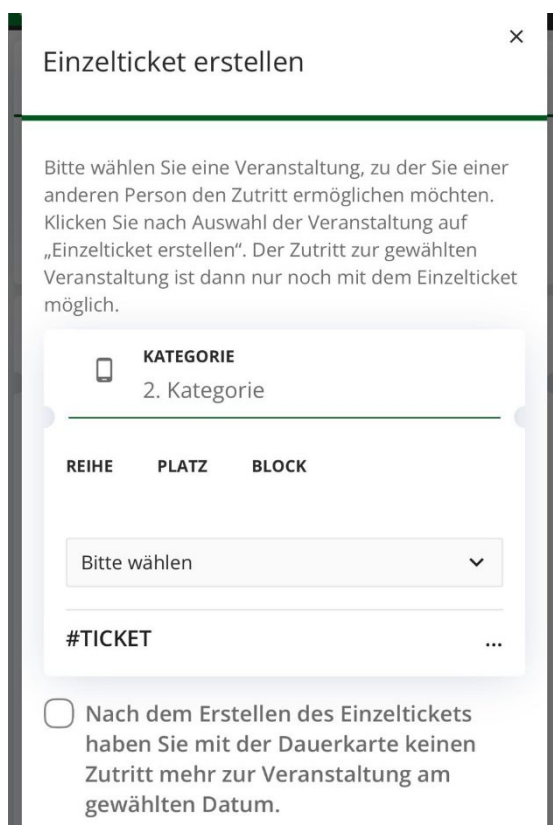 Einzelticket erstellen
Bitte wählen Sie eine Veranstaltung, zu der Sie einer
anderen Person den Zutritt ermöglichen möchten.
Klicken Sie nach Auswahl der Veranstaltung auf
„Einzelticket erstellen“. Der Zutritt zur gewählten
Veranstaltung ist dann nur noch mit dem Einzelticket
möglich.
KATEGORIE
2. Kategorie
REIHE PLATZ BLOCK
Bitte wählen
#TICKET ...
Nach dem Erstellen des Einzeltickets
haben Sie mit der Dauerkarte keinen
Zutritt mehr zur Veranstaltung am
gewählten Datum.